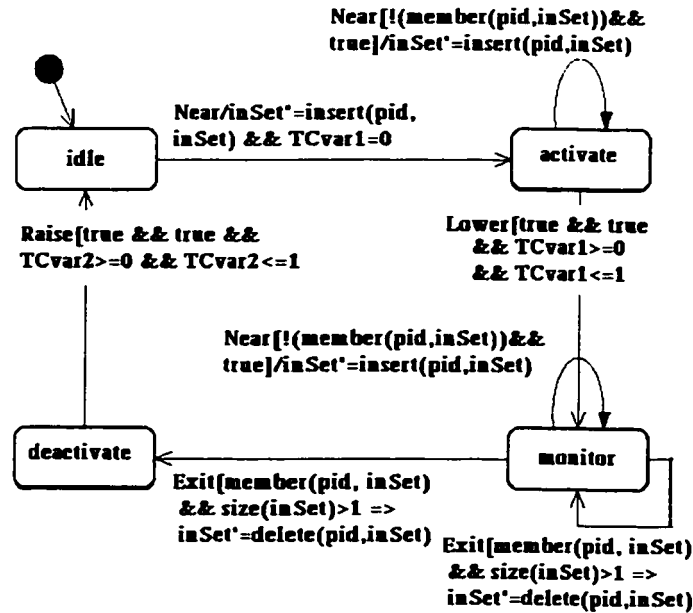 Near[!(member(pid,inSet))&&
true]/inSet'=insert(pid,inSet)
Near/inSet'=insert(pid,
inSet) && TCvar1=0
idle
activate
Raise[true && true &&
TCvar2>=0 && TCvar2<=1
Lower[true && true
&& TCvar1>=0
&& TCvar1<=1
Near[!(member(pid,inSet))&&
true]/inSet'=insert(pid,inSet)
deactivate
monitor
Exit[member(pid, inSet)
&& size(inSet)>1 =>
inSet'=delete(pid,inSet)
Exit[member(pid, inSet)
&& size(inSet)>1 =>
inSet'=delete(pid,inSet)